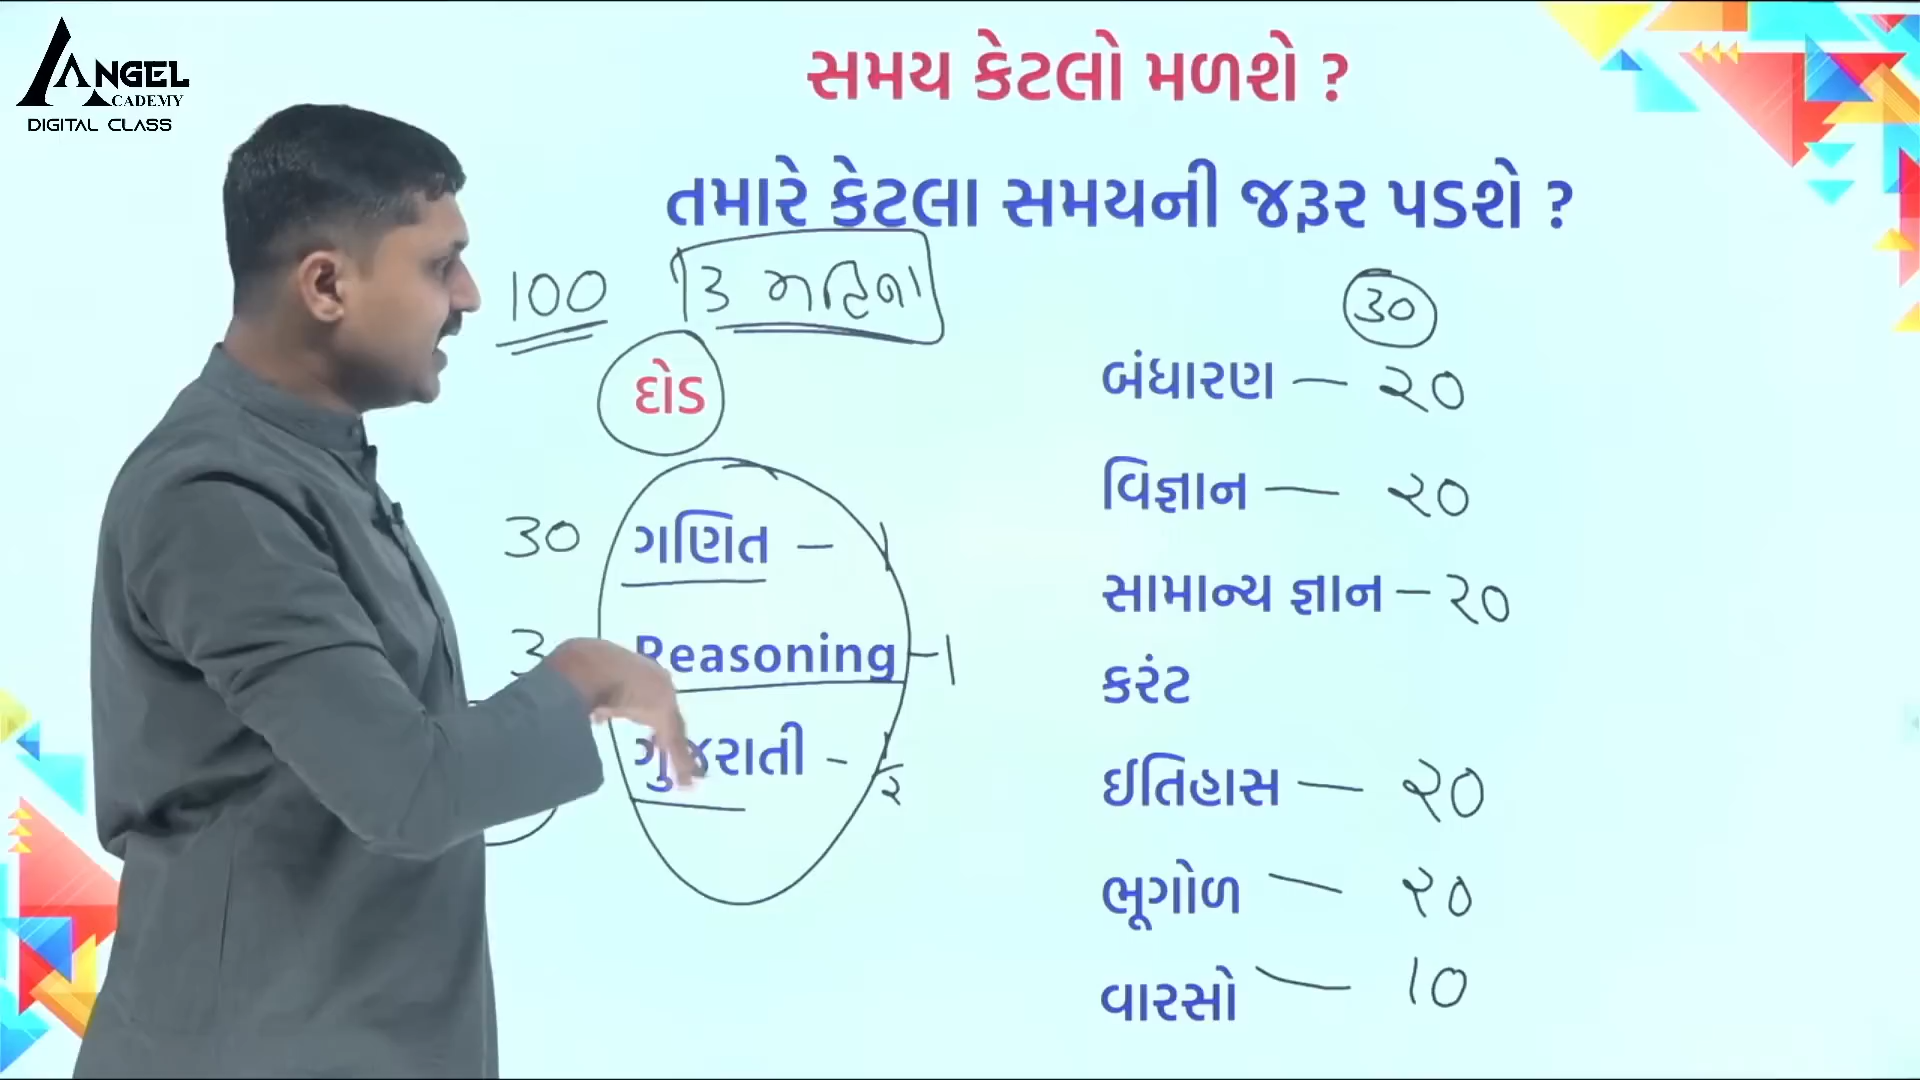 ANGEL
ACADEMY
DIGITAL CLASS
સમય કેટલો મળશે ?
તમારે કેટલા સમયની જરૂર પડશે ?
100
3 મહિના
30
દોડ
ગણિત – 1
30
Reasoning – 1
3
ગુજરાતી – ૨
બંધારણ — ૨૦
વિજ્ઞાન — ૨૦
સામાન્ય જ્ઞાન – ૨૦
કરંટ
ઈતિહાસ — ૨૦
ભૂગોળ — ૨૦
વારસો — 10